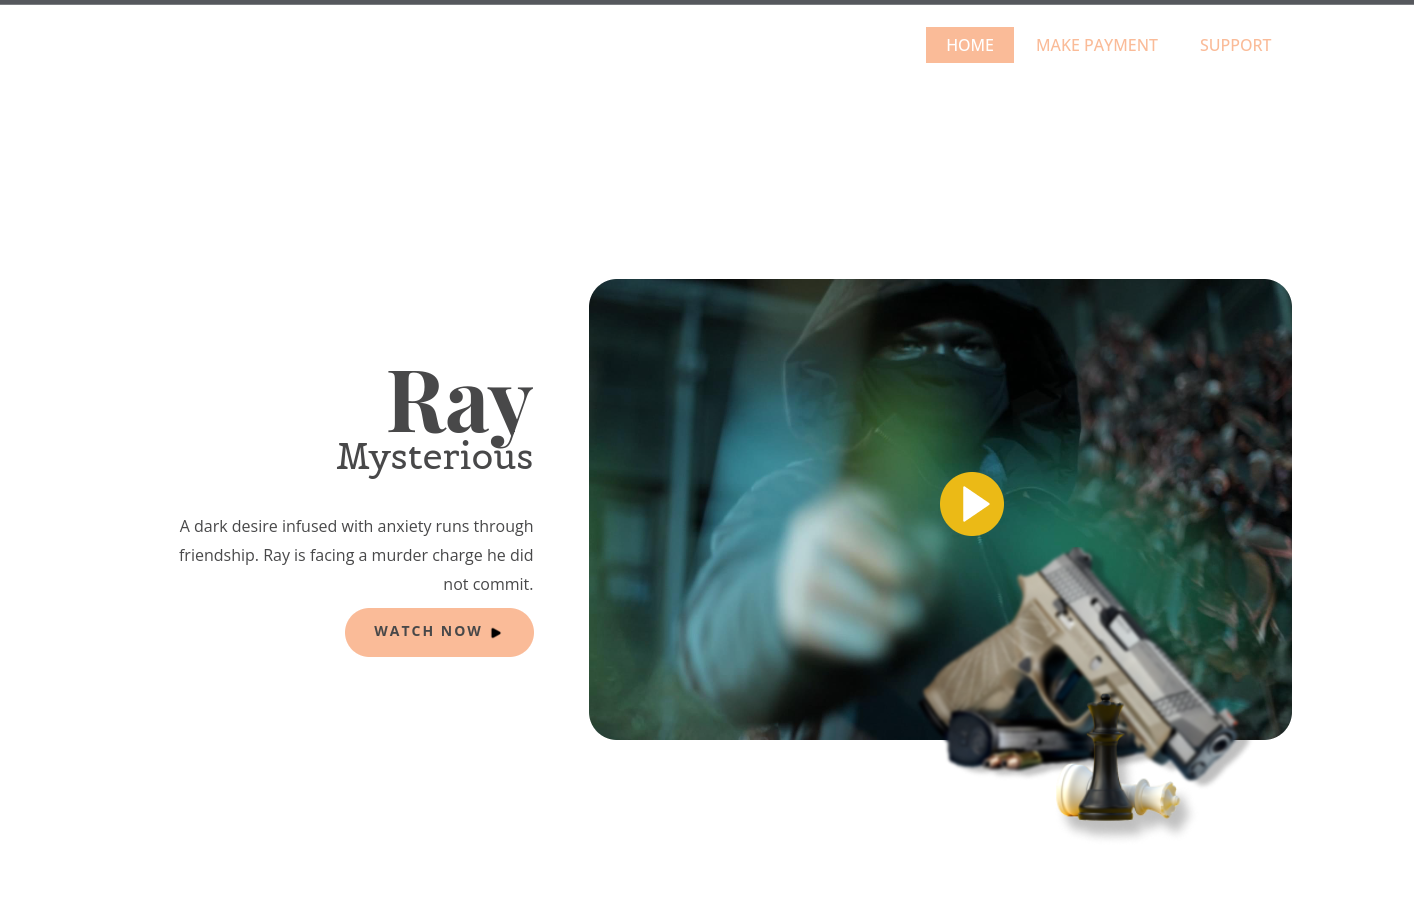 HOME MAKE PAYMENT SUPPORT
Ray
Mysterious
A dark desire infused with anxiety runs through
friendship. Ray is facing a murder charge he did
not commit.
WATCH NOW